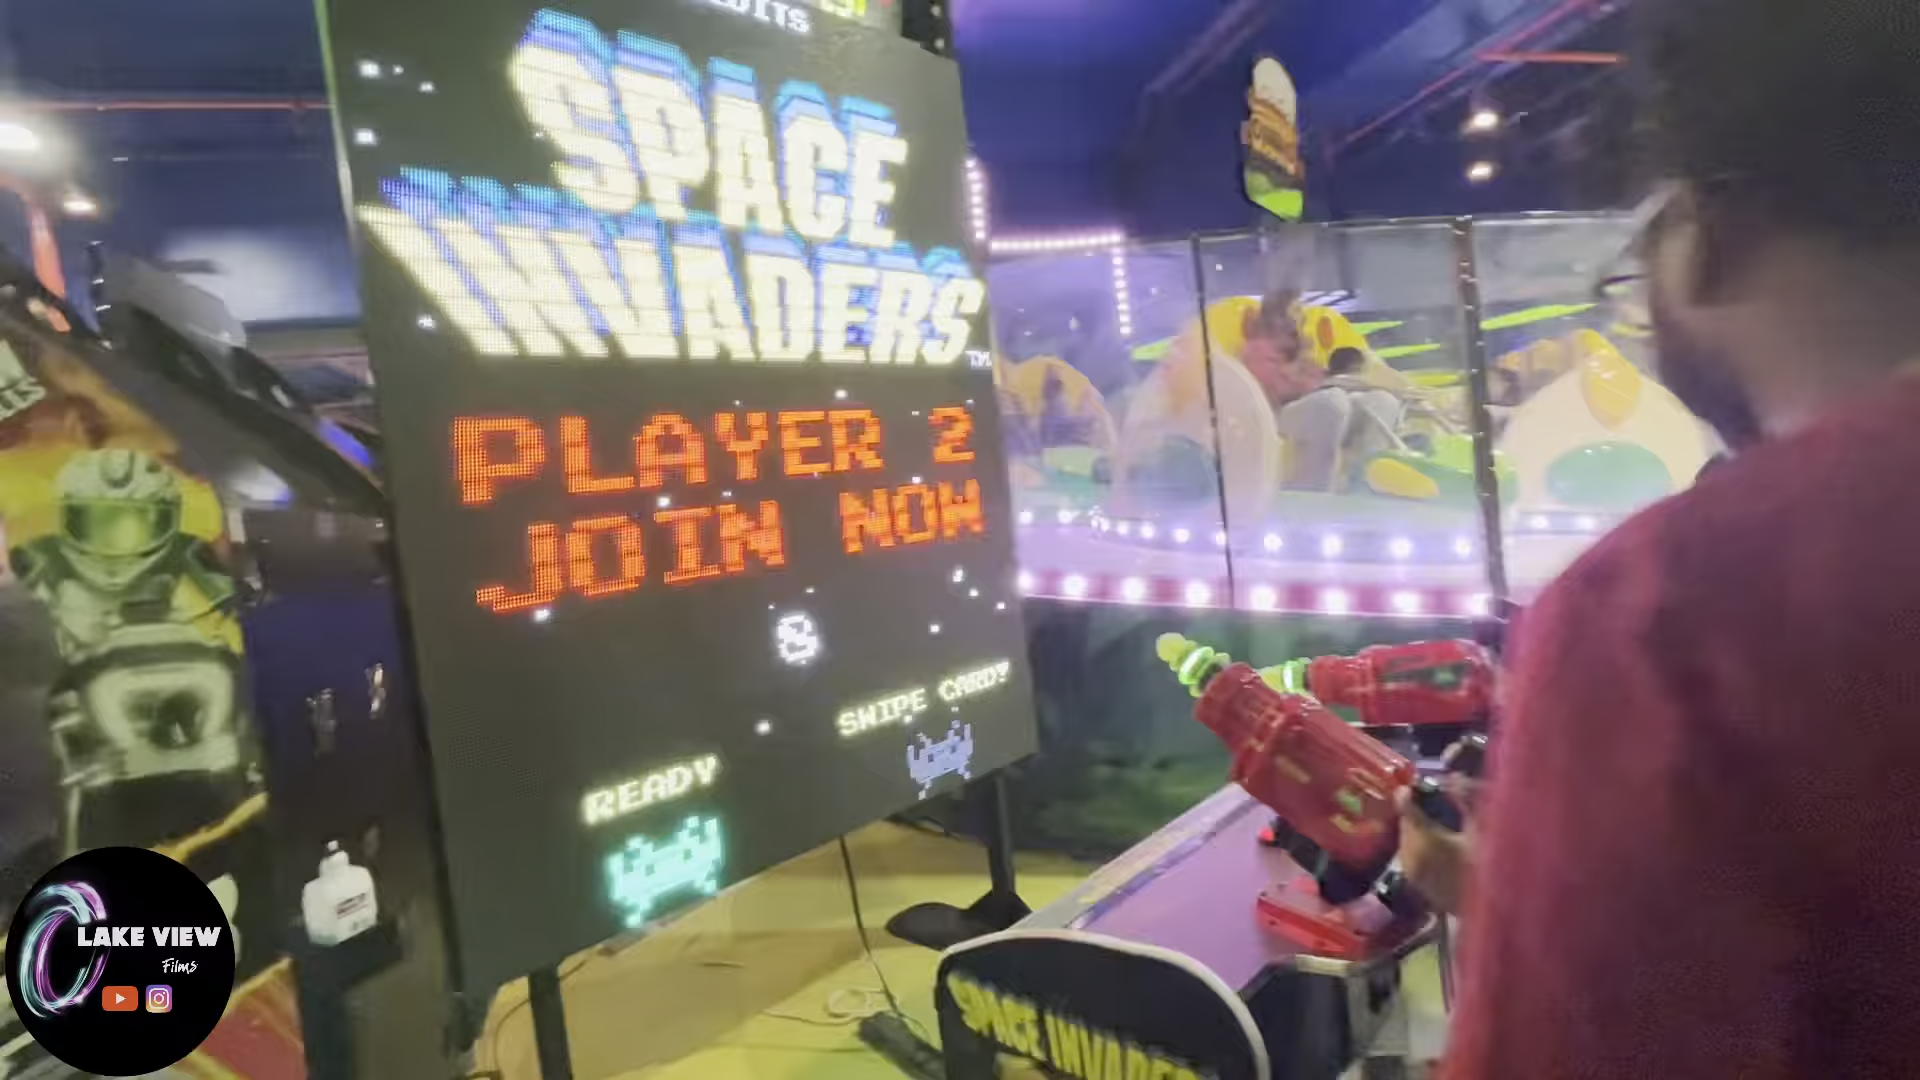 SPACE
INVADERS
TM
PLAYER 2
JOIN NOW
8
SWIPE CARD!
READY
SPACE INVADERS
LAKE VIEW
Films